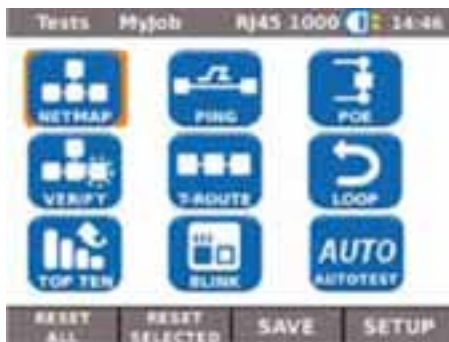 Tests MyJob RJ45 1000 14:46
NETMAP PING POE
VERIFY T-ROUTE LOOP
TOP TEN BLINK AUTO
AUTOTEST
RESET ALL RESET SELECTED SAVE SETUP